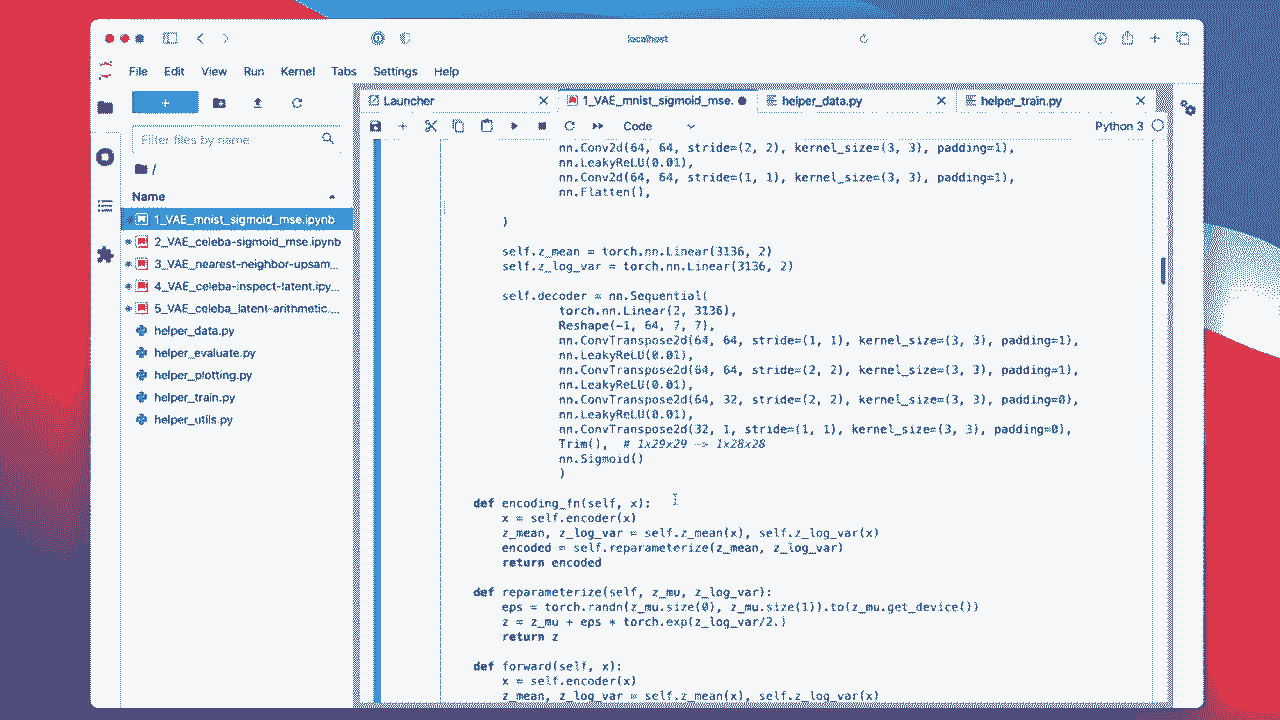 localhost
File Edit View Run Kernel Tabs Settings Help
+
Launcher 1_VAE_mnist_sigmoid_mse. helper_data.py helper_train.py
Filter files by name
Code Python 3
/
Name
1_VAE_mnist_sigmoid_mse.ipynb
2_VAE_celeba-sigmoid_mse.ipynb
3_VAE_nearest-neighbor-upsam...
4_VAE_celeba-inspect-latent.ipy...
5_VAE_celeba_latent-arithmetic....
helper_data.py
helper_evaluate.py
helper_plotting.py
helper_train.py
helper_utils.py
nn.Conv2d(64, 64, stride=(2, 2), kernel_size=(3, 3), padding=1),
nn.LeakyReLU(0.01),
nn.Conv2d(64, 64, stride=(1, 1), kernel_size=(3, 3), padding=1),
nn.Flatten(),
)
self.z_mean = torch.nn.Linear(3136, 2)
self.z_log_var = torch.nn.Linear(3136, 2)
self.decoder = nn.Sequential(
torch.nn.Linear(2, 3136),
Reshape(-1, 64, 7, 7),
nn.ConvTranspose2d(64, 64, stride=(1, 1), kernel_size=(3, 3), padding=1),
nn.LeakyReLU(0.01),
nn.ConvTranspose2d(64, 64, stride=(2, 2), kernel_size=(3, 3), padding=1),
nn.LeakyReLU(0.01),
nn.ConvTranspose2d(64, 32, stride=(2, 2), kernel_size=(3, 3), padding=0),
nn.LeakyReLU(0.01),
nn.ConvTranspose2d(32, 1, stride=(1, 1), kernel_size=(3, 3), padding=0),
Trim(), # 1x29x29 -> 1x28x28
nn.Sigmoid()
)
def encoding_fn(self, x):
x = self.encoder(x)
z_mean, z_log_var = self.z_mean(x), self.z_log_var(x)
encoded = self.reparameterize(z_mean, z_log_var)
return encoded
def reparameterize(self, z_mu, z_log_var):
eps = torch.randn(z_mu.size(0), z_mu.size(1)).to(z_mu.get_device())
z = z_mu + eps * torch.exp(z_log_var/2.)
return z
def forward(self, x):
x = self.encoder(x)
z_mean, z_log_var = self.z_mean(x), self.z_log_var(x)